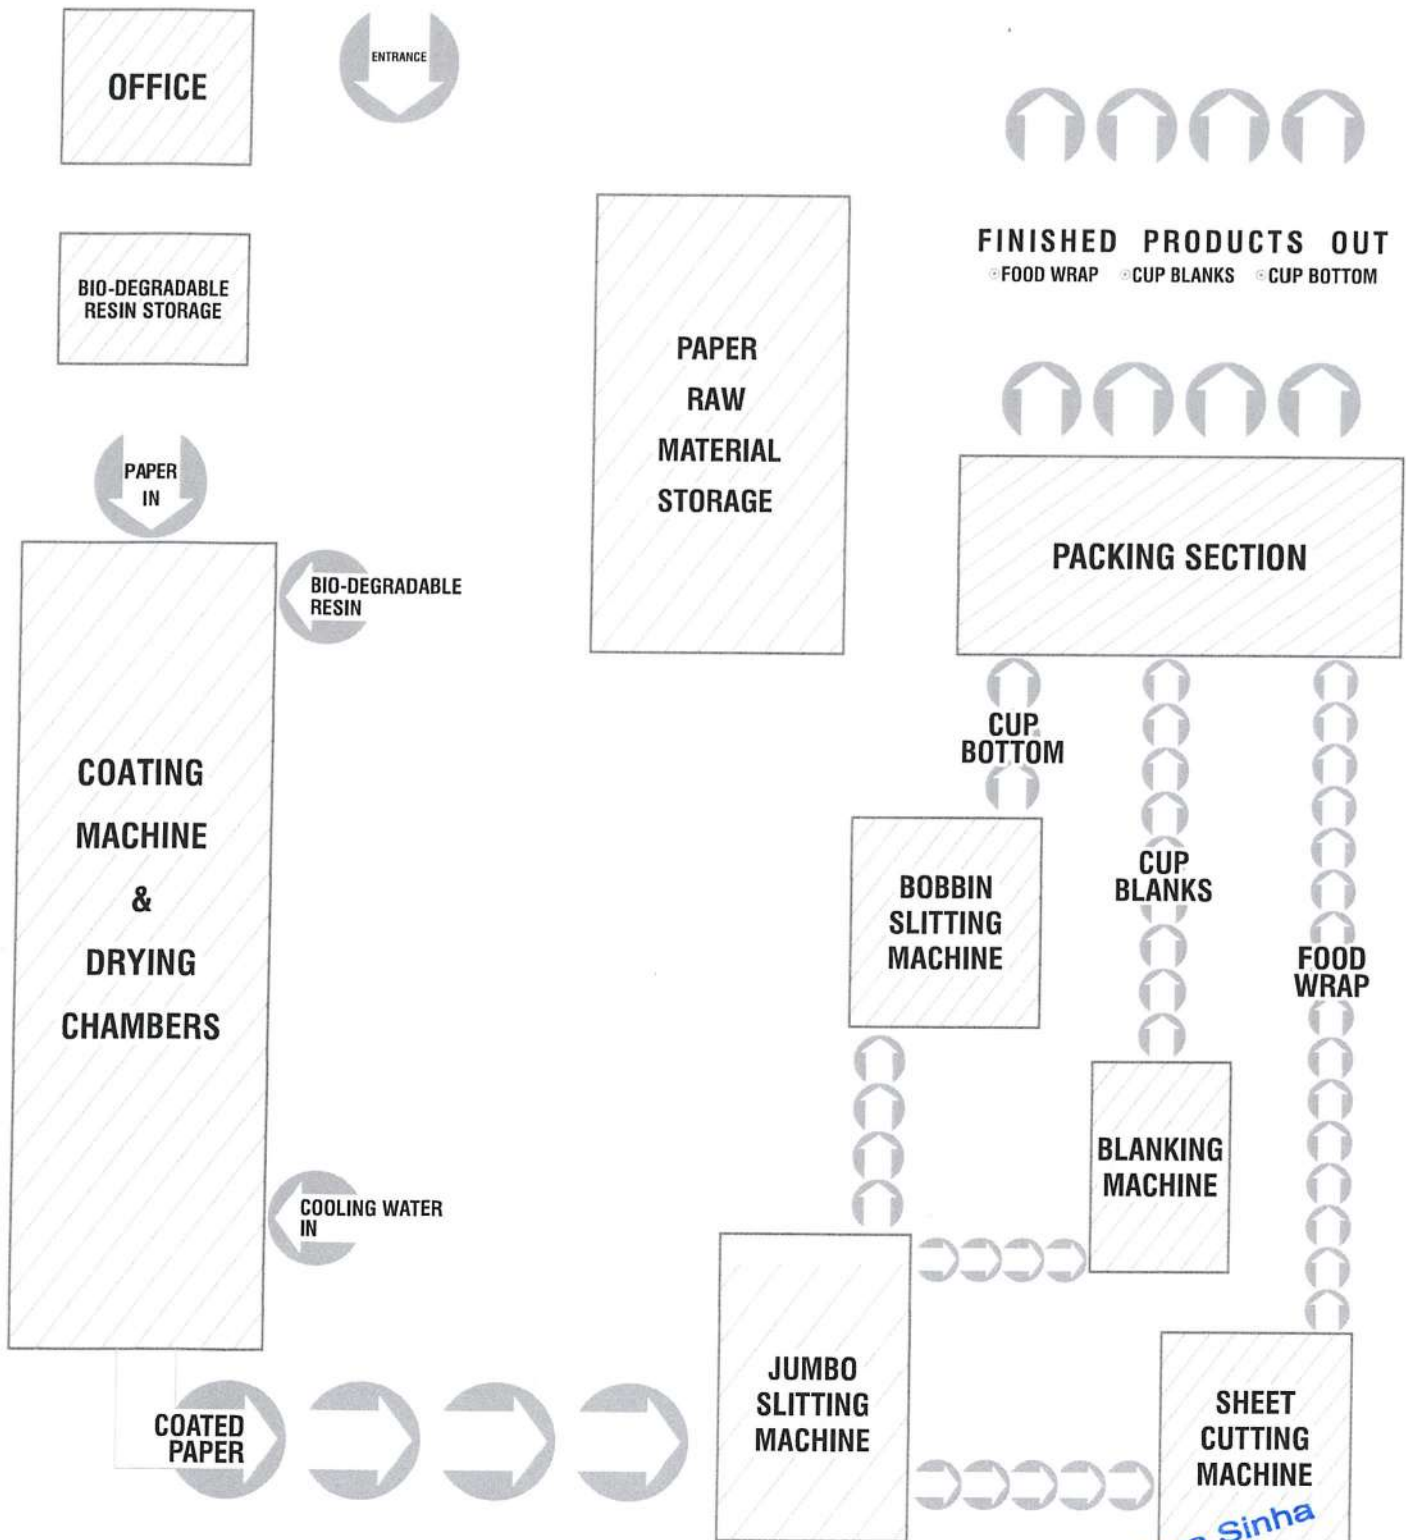 OFFICE
ENTRANCE
BIO-DEGRADABLE
RESIN STORAGE
PAPER
RAW
MATERIAL
STORAGE
FINISHED PRODUCTS OUT
FOOD WRAP CUP BLANKS CUP BOTTOM
PAPER
IN
PACKING SECTION
BIO-DEGRADABLE
RESIN
COATING
MACHINE
&
DRYING
CHAMBERS
CUP
BOTTOM
CUP
BLANKS
FOOD
WRAP
BOBBIN
SLITTING
MACHINE
BLANKING
MACHINE
COOLING WATER
IN
COATED
PAPER
JUMBO
SLITTING
MACHINE
SHEET
CUTTING
MACHINE
Sinha